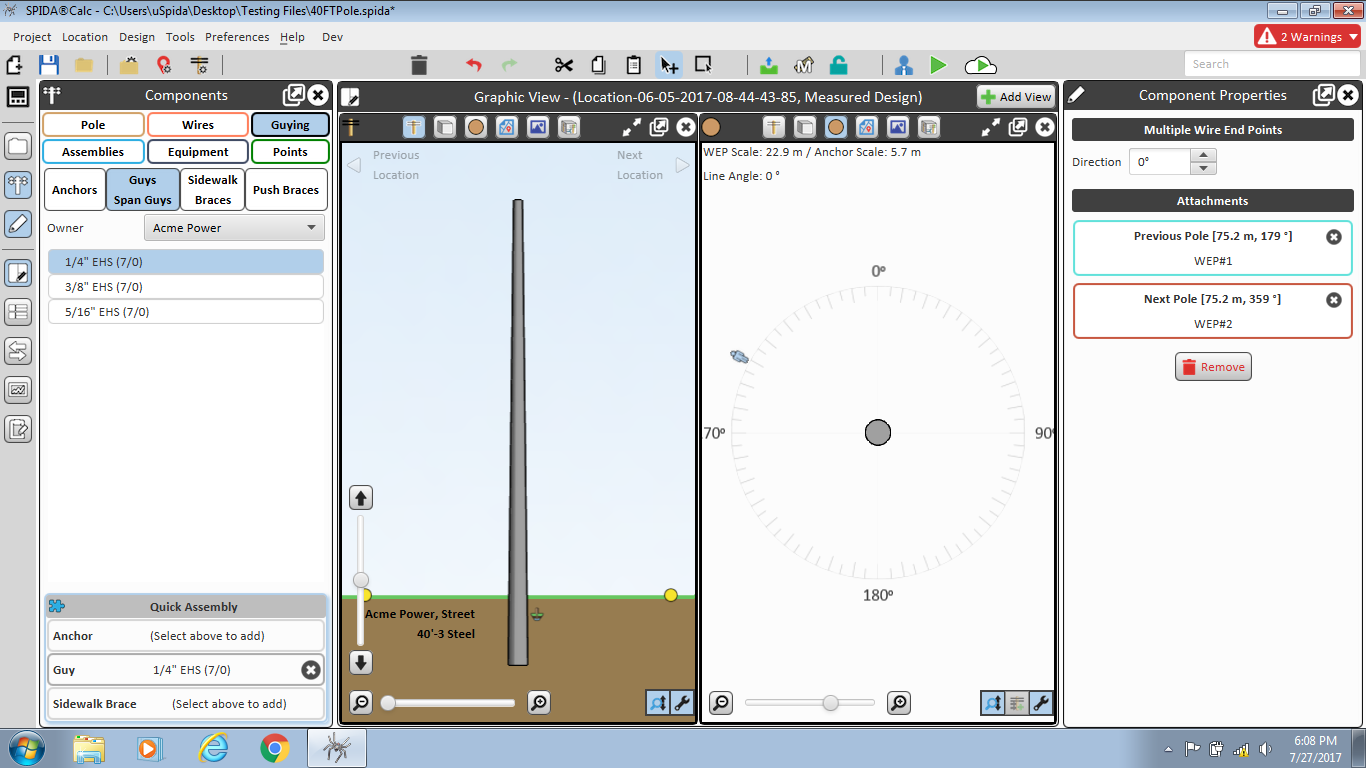 SPIDA®Calc - C:\Users\uSpida\Desktop\Testing Files\40FTPole.spida*
Project Location Design Tools Preferences Help Dev
2 Warnings
Search
Components
Pole Wires Guying
Assemblies Equipment Points
Anchors
Guys
Span Guys
Sidewalk
Braces
Push Braces
Owner Acme Power
1/4" EHS (7/0)
3/8" EHS (7/0)
5/16" EHS (7/0)
Quick Assembly
Anchor (Select above to add)
Guy 1/4" EHS (7/0)
Sidewalk Brace (Select above to add)
Graphic View - (Location-06-05-2017-08-44-43-85, Measured Design)
Add View
Previous
Location
Next
Location
Acme Power, Street
40'-3 Steel
WEP Scale: 22.9 m / Anchor Scale: 5.7 m
Line Angle: 0 °
0º
70º
90º
180º
Component Properties
Multiple Wire End Points
Direction 0°
Attachments
Previous Pole [75.2 m, 179 °]
WEP#1
Next Pole [75.2 m, 359 °]
WEP#2
Remove
6:08 PM
7/27/2017